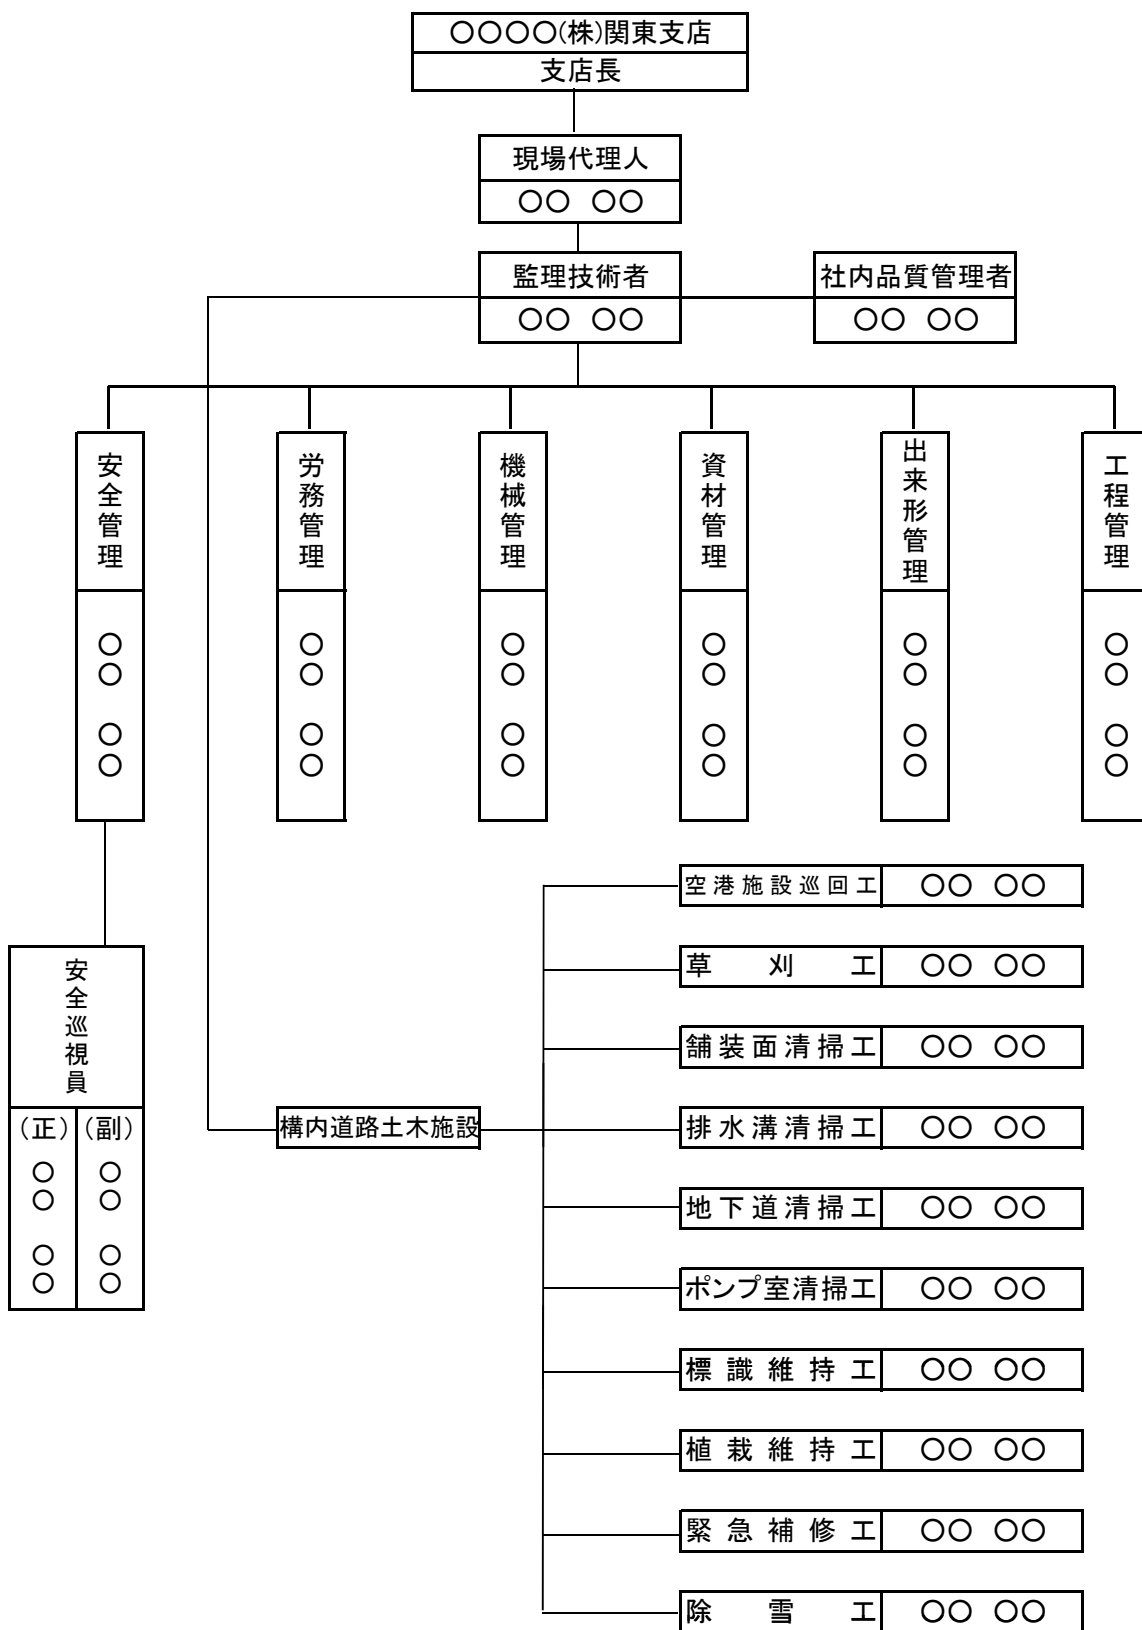 ○○○○(株)関東支店
支店長
現場代理人
○○ ○○
監理技術者
○○ ○○
社内品質管理者
○○ ○○
安全管理
○○ ○○
労務管理
○○ ○○
機械管理
○○ ○○
資材管理
○○ ○○
出来形管理
○○ ○○
工程管理
○○ ○○
安全巡視員
(正)
○○ ○○
(副)
○○ ○○
構内道路土木施設
空港施設巡回工 ○○ ○○
草刈工 ○○ ○○
舗装面清掃工 ○○ ○○
排水溝清掃工 ○○ ○○
地下道清掃工 ○○ ○○
ポンプ室清掃工 ○○ ○○
標識維持工 ○○ ○○
植栽維持工 ○○ ○○
緊急補修工 ○○ ○○
除雪工 ○○ ○○